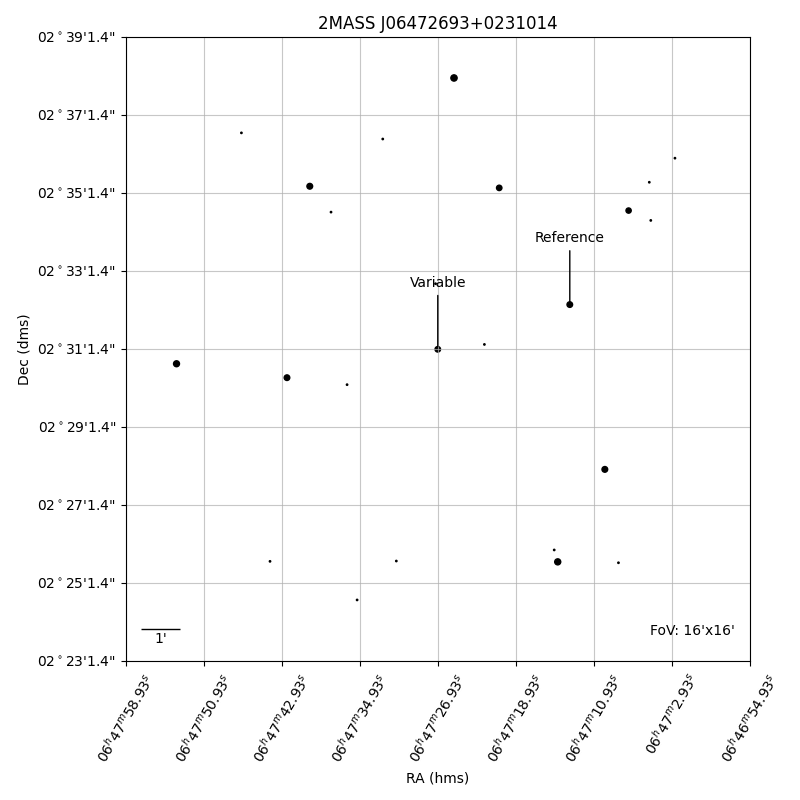 2MASS J06472693+0231014
02°39'1.4"
02°37'1.4"
02°35'1.4"
02°33'1.4"
02°31'1.4"
02°29'1.4"
02°27'1.4"
02°25'1.4"
02°23'1.4"
Dec (dms)
Reference
Variable
1'
FoV: 16'x16'
06ʰ47ᵐ58.93ˢ
06ʰ47ᵐ50.93ˢ
06ʰ47ᵐ42.93ˢ
06ʰ47ᵐ34.93ˢ
06ʰ47ᵐ26.93ˢ
06ʰ47ᵐ18.93ˢ
06ʰ47ᵐ10.93ˢ
06ʰ47ᵐ2.93ˢ
06ʰ46ᵐ54.93ˢ
RA (hms)